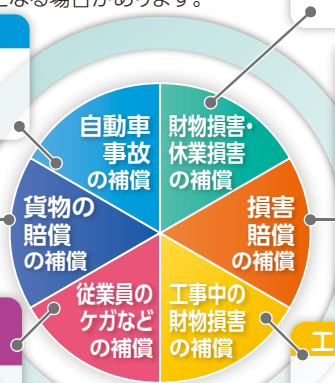 となる場合があります。
自動車
事故
の補償
財物損害・
休業損害
の補償
貨物の
賠償
の補償
損害
賠償
の補償
従業員の
ケガなど
の補償
工事中の
財物損害
の補償
工